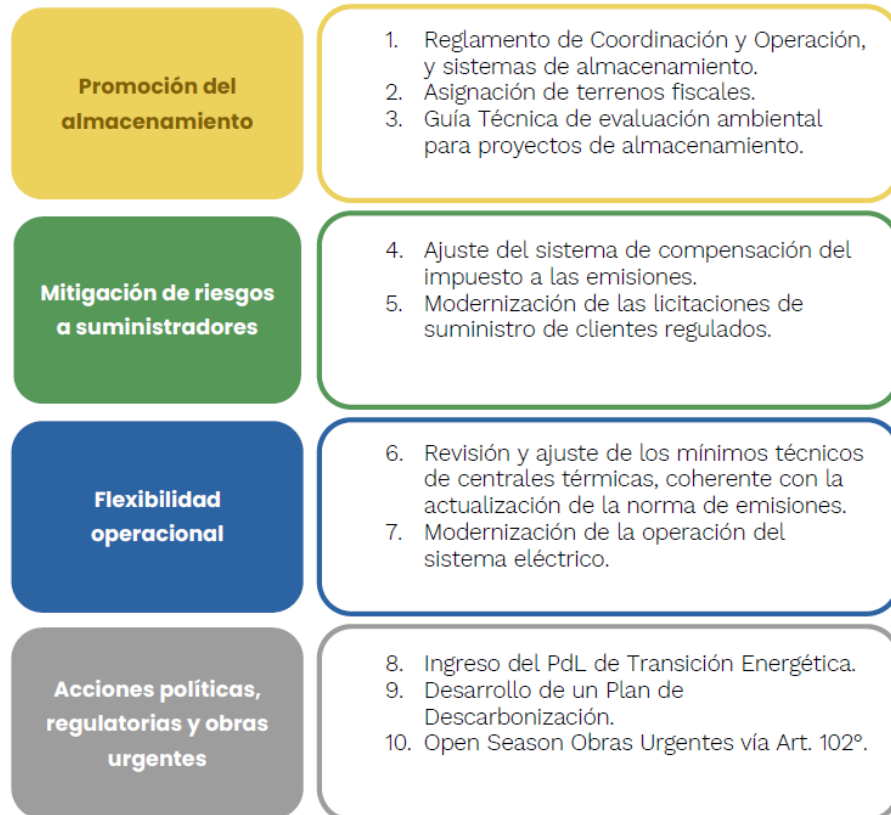 Promoción del
almacenamiento
1. Reglamento de Coordinación y Operación,
y sistemas de almacenamiento.
2. Asignación de terrenos fiscales.
3. Guía Técnica de evaluación ambiental
para proyectos de almacenamiento.
Mitigación de riesgos
a suministradores
4. Ajuste del sistema de compensación del
impuesto a las emisiones.
5. Modernización de las licitaciones de
suministro de clientes regulados.
Flexibilidad
operacional
6. Revisión y ajuste de los mínimos técnicos
de centrales térmicas, coherente con la
actualización de la norma de emisiones.
7. Modernización de la operación del
sistema eléctrico.
Acciones políticas,
regulatorias y obras
urgentes
8. Ingreso del PdL de Transición Energética.
9. Desarrollo de un Plan de
Descarbonización.
10. Open Season Obras Urgentes vía Art. 102°.